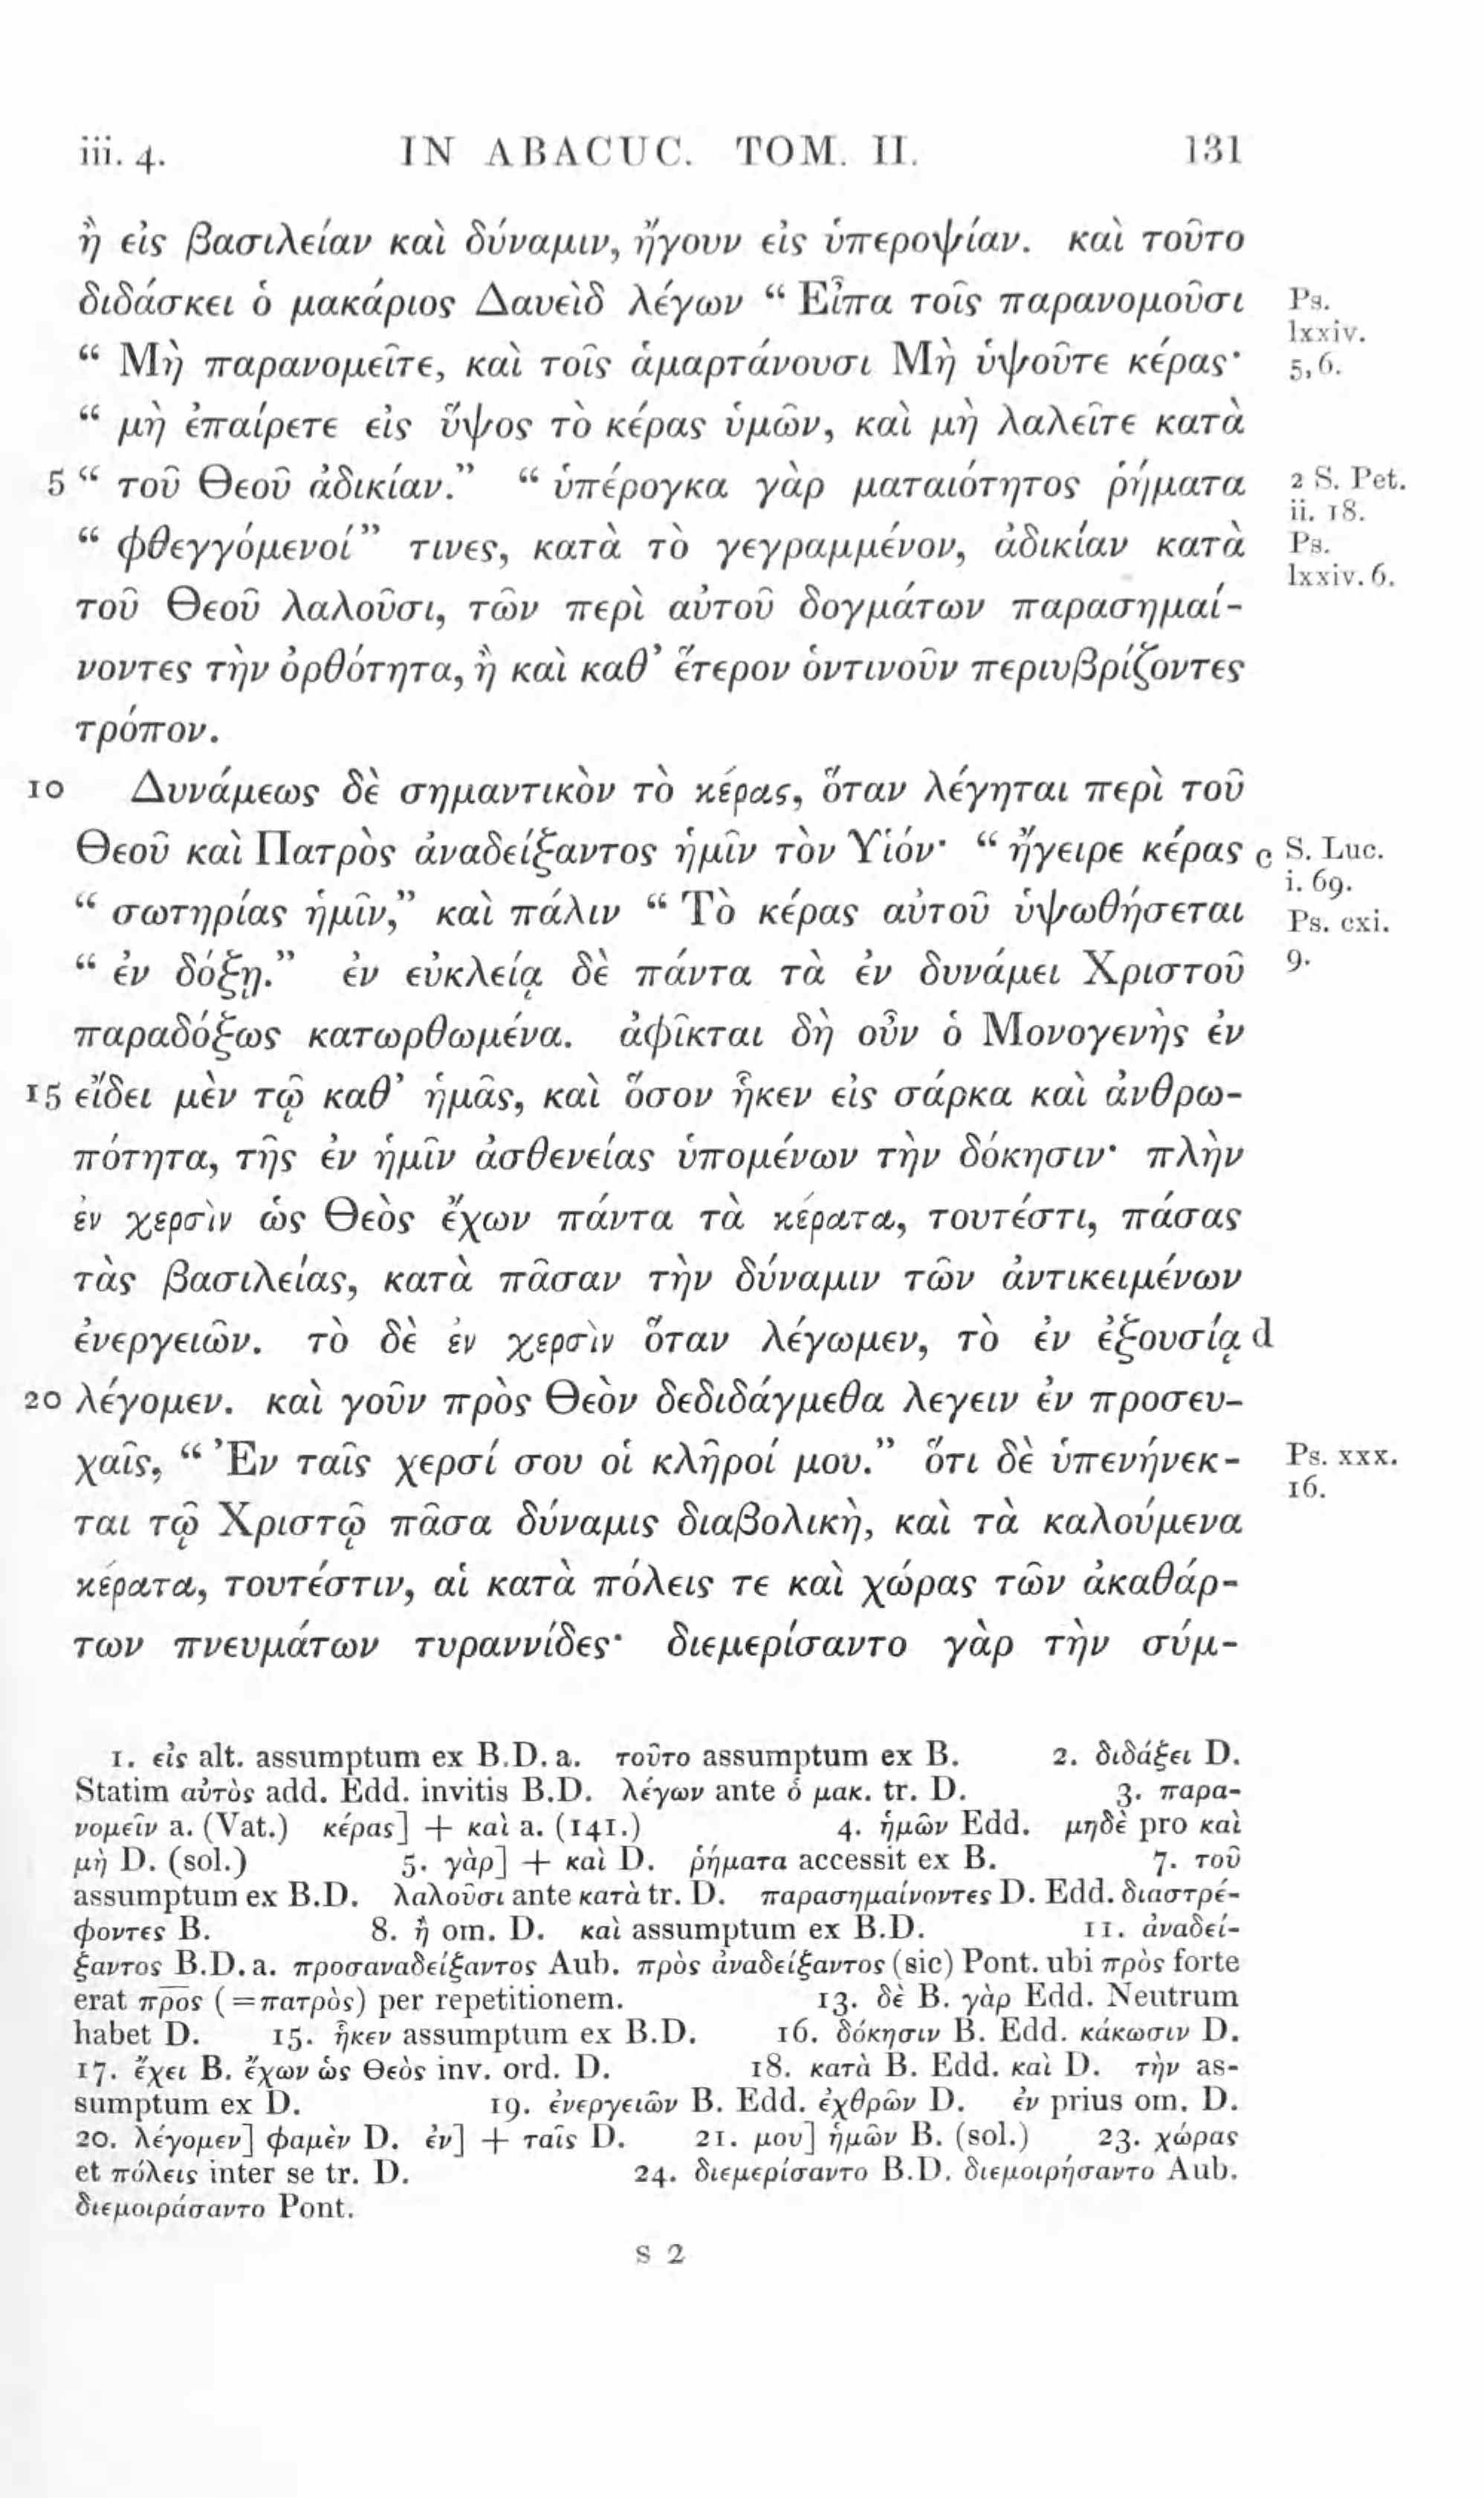 iii. 4. IN ABACUC. TOM. II. 131
ἢ εἰς βασιλείαν καὶ δύναμιν, ἤγουν εἰς ὑπεροψίαν. καὶ τοῦτο
διδάσκει ὁ μακάριος Δαυεὶδ λέγων “ Εἶπα τοῖς παρανομοῦσι Ps. lxxiv. 5, 6.
“ Μὴ παρανομεῖτε, καὶ τοῖς ἁμαρτάνουσι Μὴ ὑψοῦτε κέρας·
“ μὴ ἐπαίρετε εἰς ὕψος τὸ κέρας ὑμῶν, καὶ μὴ λαλεῖτε κατὰ
5 “ τοῦ Θεοῦ ἀδικίαν.” “ ὑπέρογκα γὰρ ματαιότητος ῥήματα 2 S. Pet. ii. 18.
“ φθεγγόμενοί” τινες, κατὰ τὸ γεγραμμένον, ἀδικίαν κατὰ Ps. lxxiv. 6.
τοῦ Θεοῦ λαλοῦσι, τῶν περὶ αὐτοῦ δογμάτων παρασημαί-
νοντες τὴν ὀρθότητα, ἢ καὶ καθ’ ἕτερον ὁντινοῦν περιυβρίζοντες
τρόπον.
10 Δυνάμεως δὲ σημαντικὸν τὸ κέρας, ὅταν λέγηται περὶ τοῦ
Θεοῦ καὶ Πατρὸς ἀναδείξαντος ἡμῖν τὸν Υἱόν· “ ἤγειρε κέρας c S. Luc. i. 69.
“ σωτηρίας ἡμῖν,” καὶ πάλιν “ Τὸ κέρας αὐτοῦ ὑψωθήσεται Ps. cxi. 9.
“ ἐν δόξῃ.” ἐν εὐκλείᾳ δὲ πάντα τὰ ἐν δυνάμει Χριστοῦ
παραδόξως κατωρθωμένα. ἀφῖκται δὴ οὖν ὁ Μονογενὴς ἐν
15 εἴδει μὲν τῷ καθ’ ἡμᾶς, καὶ ὅσον ἧκεν εἰς σάρκα καὶ ἀνθρω-
πότητα, τῆς ἐν ἡμῖν ἀσθενείας ὑπομένων τὴν δόκησιν· πλὴν
ἐν χερσὶν ὡς Θεὸς ἔχων πάντα τὰ κέρατα, τουτέστι, πάσας
τὰς βασιλείας, κατὰ πᾶσαν τὴν δύναμιν τῶν ἀντικειμένων
ἐνεργειῶν. τὸ δὲ ἐν χερσὶν ὅταν λέγωμεν, τὸ ἐν ἐξουσίᾳ d
20 λέγομεν. καὶ γοῦν πρὸς Θεὸν δεδιδάγμεθα λεγειν ἐν προσευ-
χαῖς, “ Ἐν ταῖς χερσί σου οἱ κλῆροί μου.” ὅτι δὲ ὑπενήνεκ- Ps. xxx. 16.
ται τῷ Χριστῷ πᾶσα δύναμις διαβολικὴ, καὶ τὰ καλούμενα
κέρατα, τουτέστιν, αἱ κατὰ πόλεις τε καὶ χώρας τῶν ἀκαθάρ-
των πνευμάτων τυραννίδες· διεμερίσαντο γὰρ τὴν σύμ-
1. εἰς alt. assumptum ex B.D. a. τοῦτο assumptum ex B. 2. διδάξει D.
Statim αὐτὸς add. Edd. invitis B.D. λέγων ante ὁ μακ. tr. D. 3. παρα-
νομεῖν a. (Vat.) κέρας] + καὶ a. (141.) 4. ἡμῶν Edd. μηδὲ pro καὶ
μὴ D. (sol.) 5. γὰρ] + καὶ D. ῥήματα accessit ex B. 7. τοῦ
assumptum ex B.D. λαλοῦσι ante κατὰ tr. D. παρασημαίνοντες D. Edd. διαστρέ-
φοντες B. 8. ἢ om. D. καὶ assumptum ex B.D. 11. ἀναδεί-
ξαντος B.D. a. προσαναδείξαντος Aub. πρὸς ἀναδείξαντος (sic) Pont. ubi πρὸς forte
erat π̅ρ̅ο̅ς (=πατρὸς) per repetitionem. 13. δὲ B. γὰρ Edd. Neutrum
habet D. 15. ἧκεν assumptum ex B.D. 16. δόκησιν B. Edd. κάκωσιν D.
17. ἔχει B. ἔχων ὡς Θεὸς inv. ord. D. 18. κατὰ B. Edd. καὶ D. τὴν as-
sumptum ex D. 19. ἐνεργειῶν B. Edd. ἐχθρῶν D. ἐν prius om. D.
20. λέγομεν] φαμὲν D. ἐν] + ταῖς D. 21. μου] ἡμῶν B. (sol.) 23. χώρας
et πόλεις inter se tr. D. 24. διεμερίσαντο B.D. διεμοιρήσαντο Aub.
διεμοιράσαντο Pont.
S 2